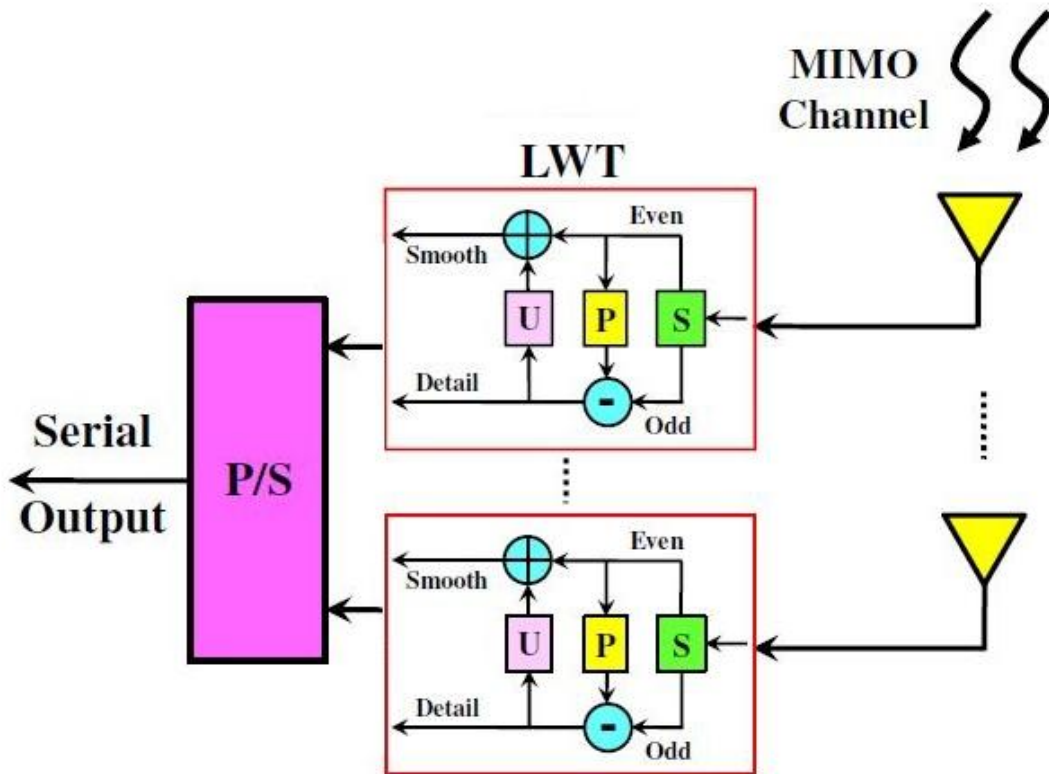 MIMO
Channel
LWT
Even
Smooth
U
P
S
Detail
-
Odd
Serial
P/S
Output
Even
Smooth
U
P
S
Detail
-
Odd